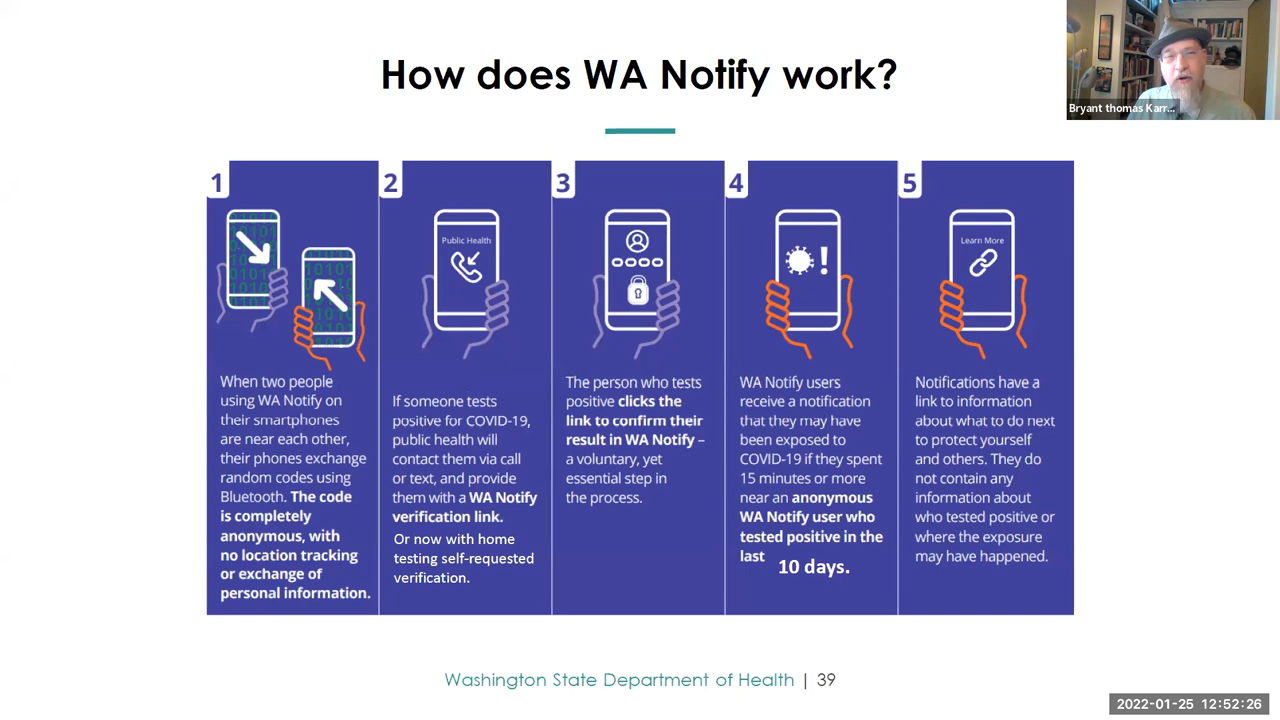 How does WA Notify work?
Bryant thomas Karr...
1
When two people
using WA Notify on
their smartphones
are near each other,
their phones exchange
random codes using
Bluetooth. The code
is completely
anonymous, with
no location tracking
or exchange of
personal information.
2
Public Health
If someone tests
positive for COVID-19,
public health will
contact them via call
or text, and provide
them with a WA Notify
verification link.
Or now with home
testing self-requested
verification.
3
The person who tests
positive clicks the
link to confirm their
result in WA Notify –
a voluntary, yet
essential step in
the process.
4
!
WA Notify users
receive a notification
that they may have
been exposed to
COVID-19 if they spent
15 minutes or more
near an anonymous
WA Notify user who
tested positive in the
last 10 days.
5
Learn More
Notifications have a
link to information
about what to do next
to protect yourself
and others. They do
not contain any
information about
who tested positive or
where the exposure
may have happened.
Washington State Department of Health | 39
2022-01-25 12:52:26